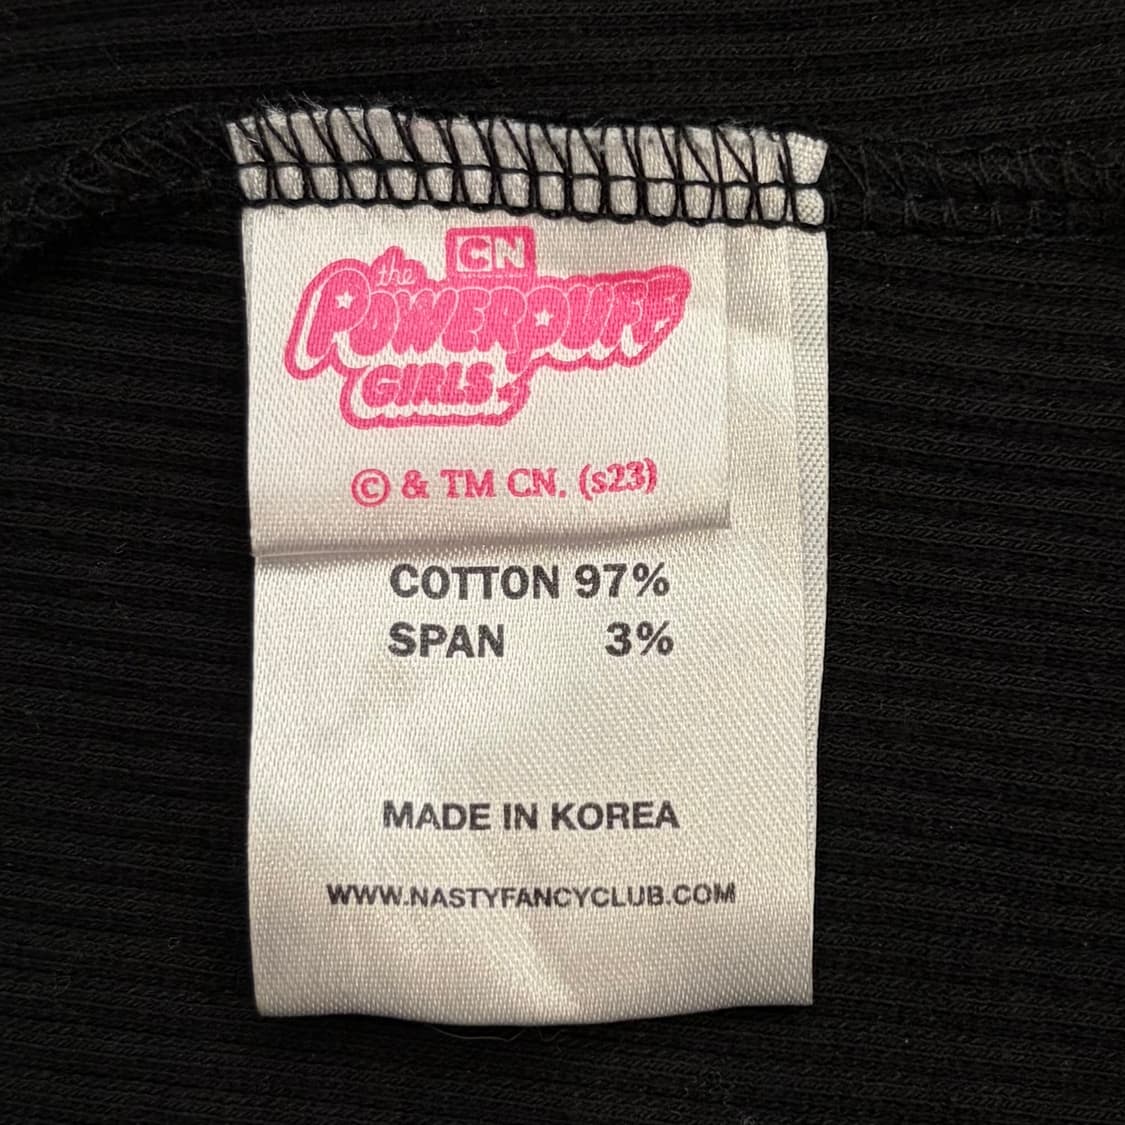 CN
the
POWERPUFF
GIRLS
© & TM CN. (s23)
COTTON 97%
SPAN 3%
MADE IN KOREA
WWW.NASTYFANCYCLUB.COM